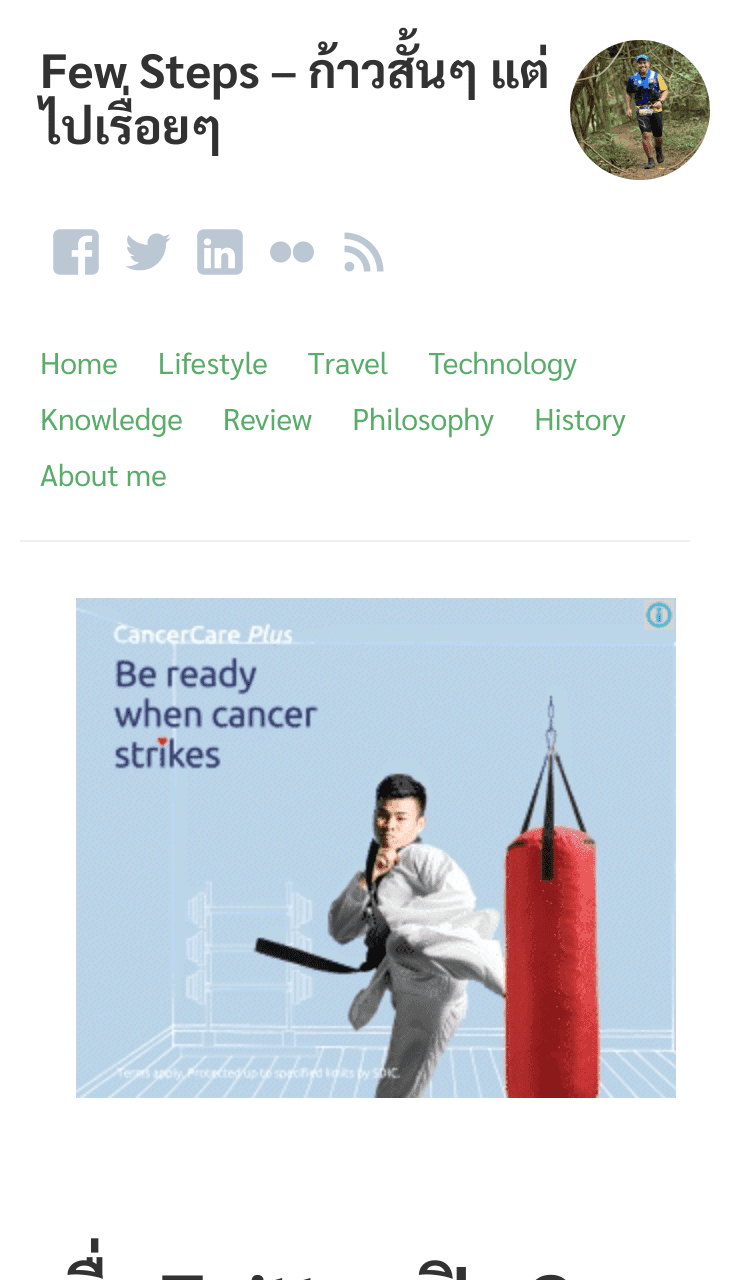 Few Steps – ก้าวสั้นๆ แต่
ไปเรื่อยๆ
Home Lifestyle Travel Technology
Knowledge Review Philosophy History
About me
CancerCare Plus
Be ready
when cancer
strikes
Terms apply. Protected up to specified limits by SDIC.